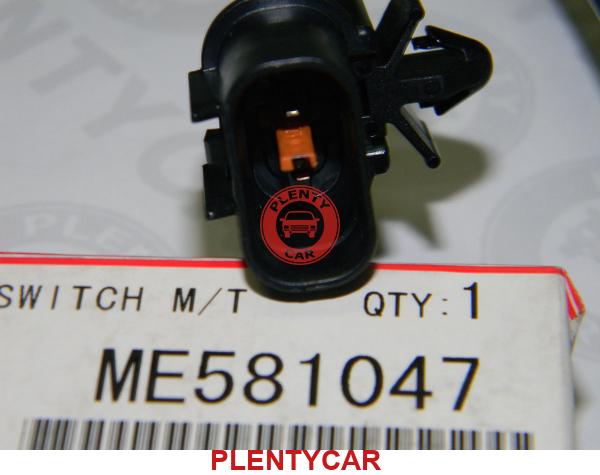 PLENTY
CAR
SWITCH M/T QTY: 1
ME581047
PLENTYCAR